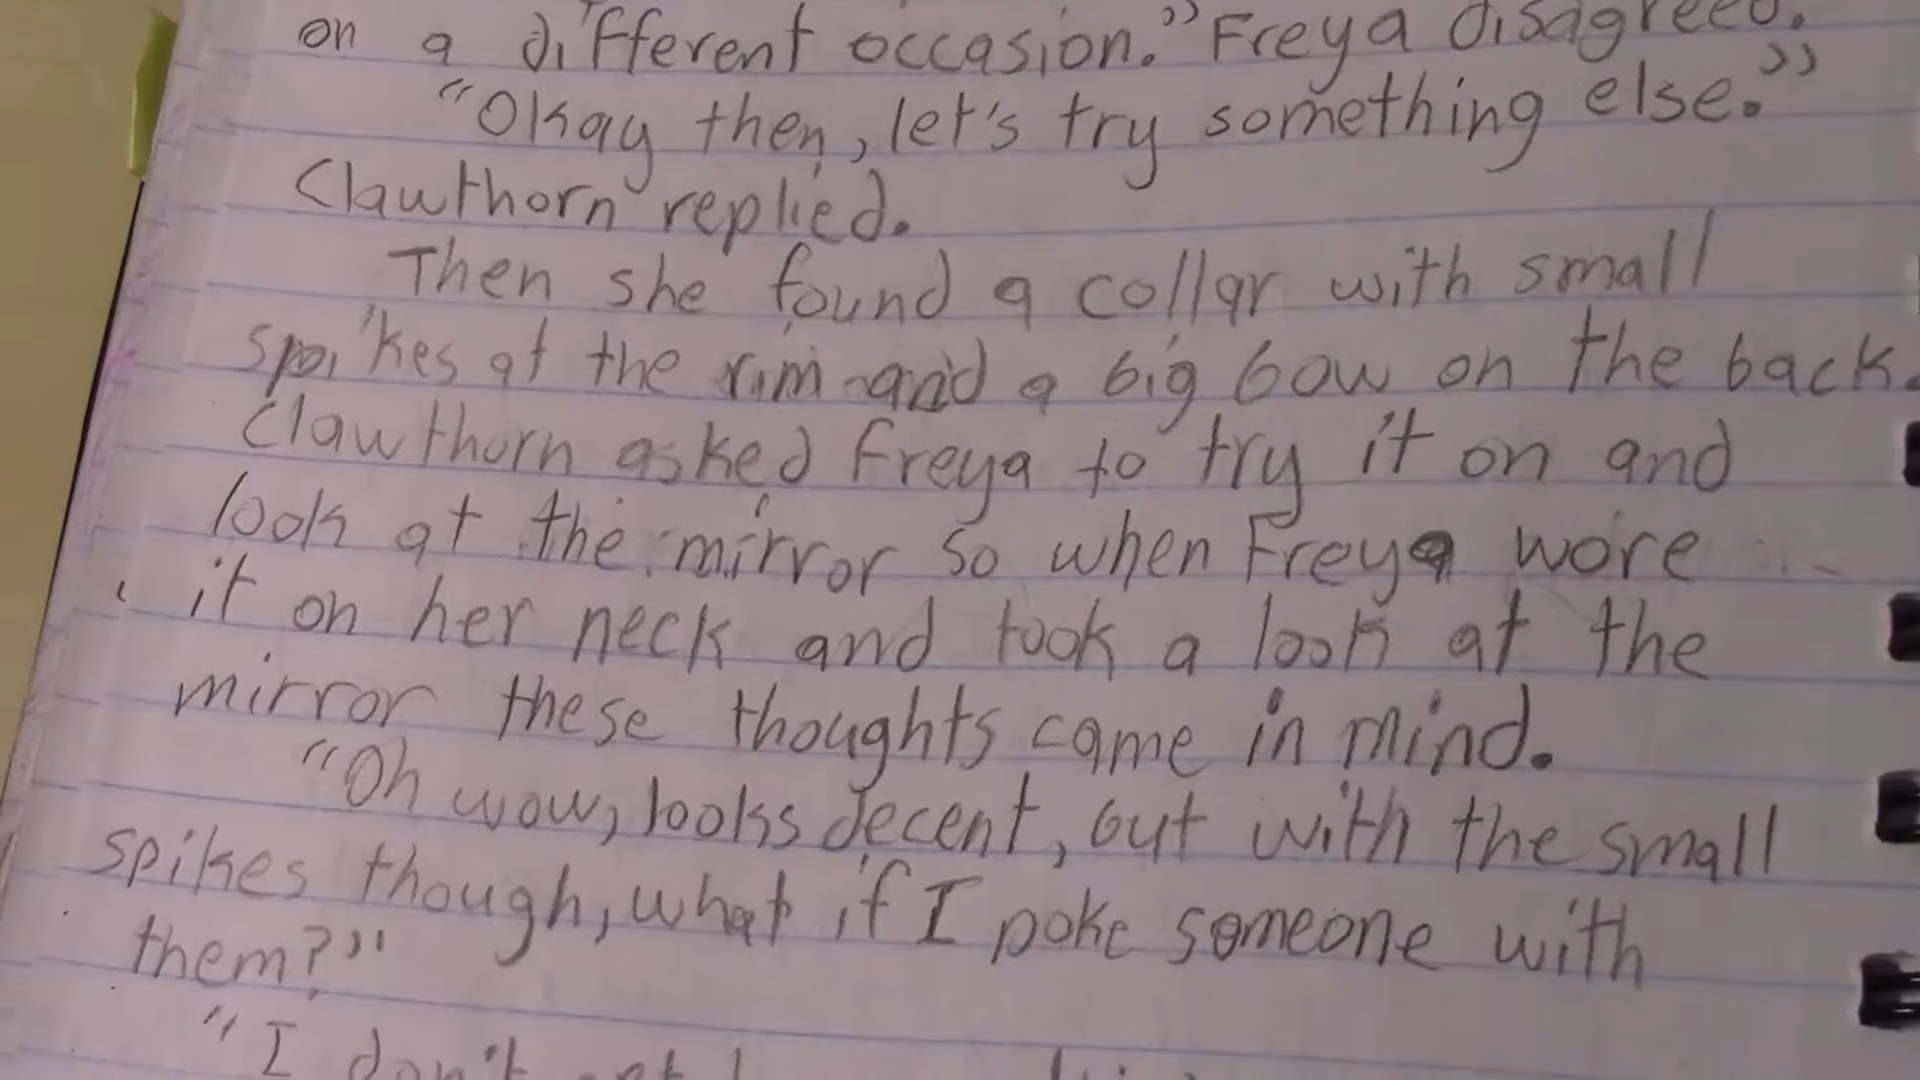 on a different occasion." Freya disagreed.
"Okay then, let's try something else."
Clawthorn replied.
Then she found a collar with small
spikes at the rim and a big bow on the back.
Clawthorn asked Freya to try it on and
look at the mirror so when Freya wore
it on her neck and took a look at the
mirror these thoughts came in mind.
"Oh wow, looks decent, but with the small
spikes though, what if I poke someone with
them?"
"I don't